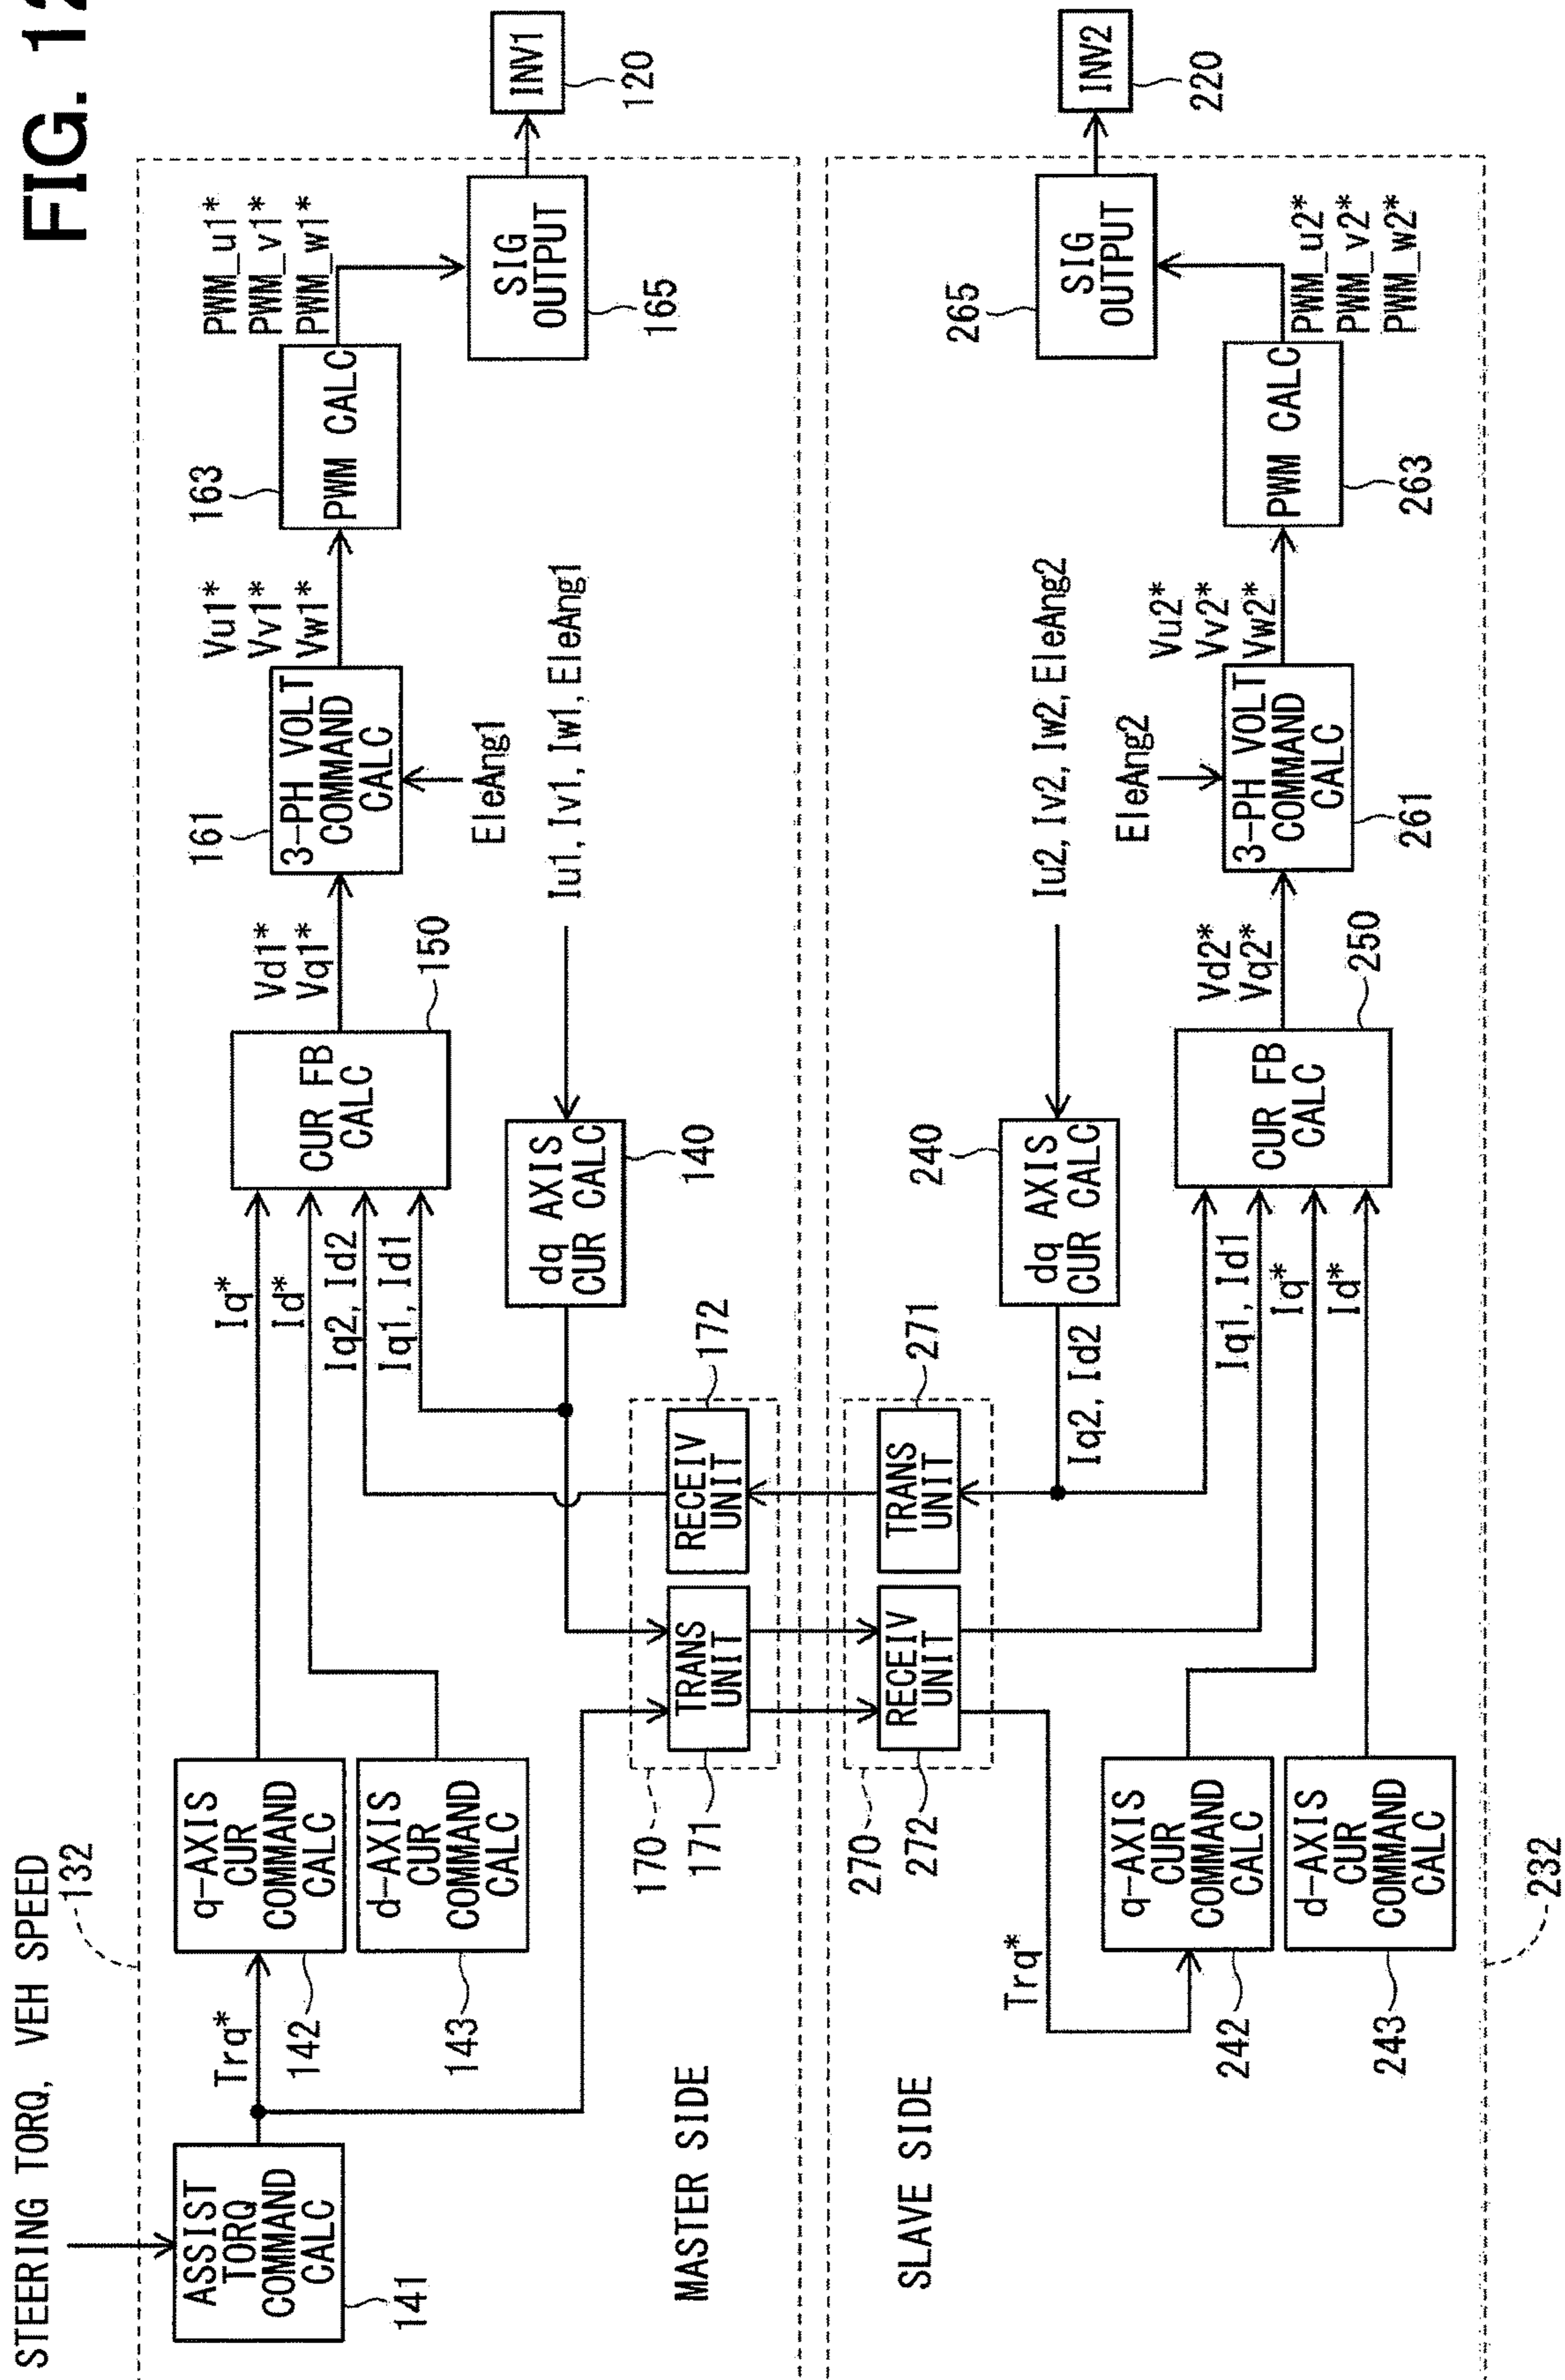 FIG. 12
STEERING TORQ, VEH SPEED
132
ASSIST
TORQ
COMMAND
CALC
141
Trq*
q-AXIS
CUR
COMMAND
CALC
142
d-AXIS
CUR
COMMAND
CALC
143
Iq*
Id*
Iq2, Id2
Iq1, Id1
CUR FB
CALC
150
Vd1*
Vq1*
161
3-PH VOLT
COMMAND
CALC
EleAng1
Vu1*
Vv1*
Vw1*
163
PWM CALC
PWM_u1*
PWM_v1*
PWM_w1*
SIG
OUTPUT
165
INV1
120
Iu1, Iv1, Iw1, EleAng1
dq AXIS
CUR CALC
140
170
TRANS
UNIT
171
RECEIV
UNIT
172
MASTER SIDE
SLAVE SIDE
270
RECEIV
UNIT
272
TRANS
UNIT
271
Trq*
q-AXIS
CUR
COMMAND
CALC
242
d-AXIS
CUR
COMMAND
CALC
243
232
Iq2, Id2
240
dq AXIS
CUR CALC
Iu2, Iv2, Iw2, EleAng2
Iq1, Id1
Iq*
Id*
CUR FB
CALC
250
Vd2*
Vq2*
EleAng2
3-PH VOLT
COMMAND
CALC
261
Vu2*
Vv2*
Vw2*
PWM CALC
263
PWM_u2*
PWM_v2*
PWM_w2*
265
SIG
OUTPUT
INV2
220